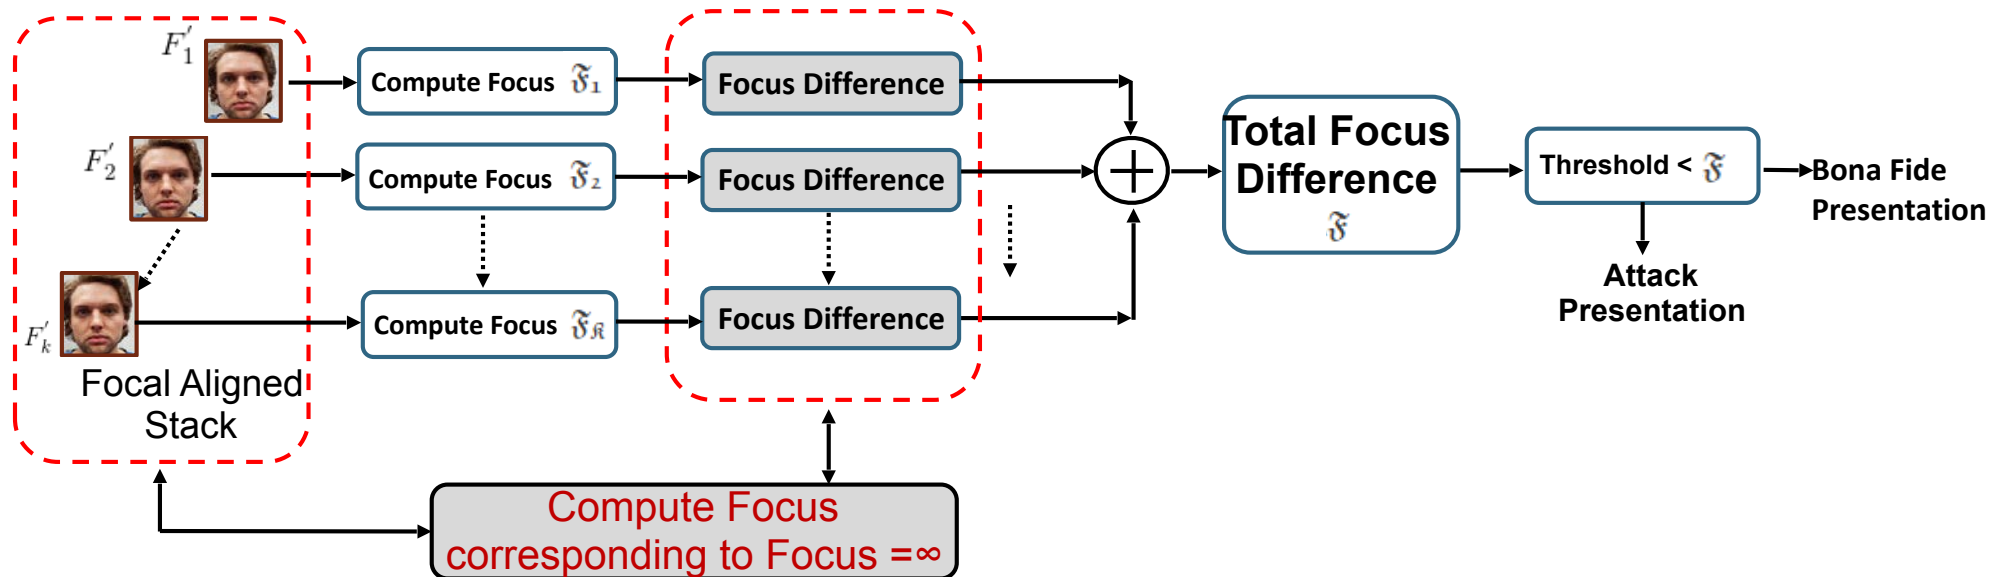 F'₁
Compute Focus 𝔉₁
Focus Difference
F'₂
Compute Focus 𝔉₂
Focus Difference
F'ₖ
Compute Focus 𝔉𝔎
Focus Difference
Focal Aligned
Stack
Total Focus
Difference
𝔉
Threshold < 𝔉
Bona Fide
Presentation
Attack
Presentation
Compute Focus
corresponding to Focus =∞